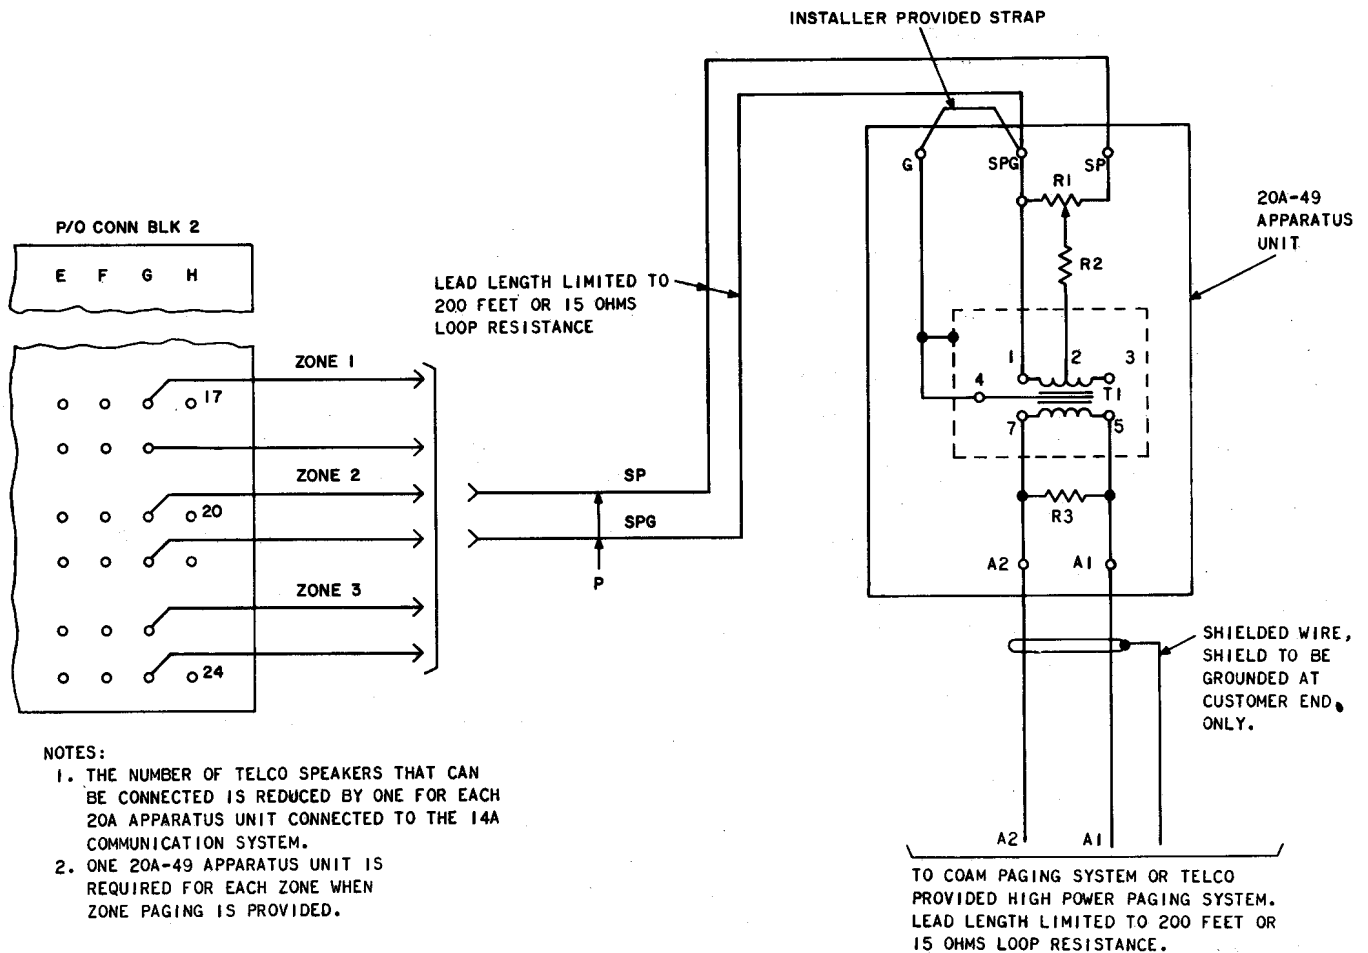 INSTALLER PROVIDED STRAP
G
SPG
SP
R1
20A-49
APPARATUS
UNIT
R2
P/O CONN BLK 2
E F G H
LEAD LENGTH LIMITED TO
200 FEET OR 15 OHMS
LOOP RESISTANCE
ZONE 1
17
1 2 3
4
T1
7
5
ZONE 2
SP
20
SPG
R3
P
A2
A1
ZONE 3
24
SHIELDED WIRE,
SHIELD TO BE
GROUNDED AT
CUSTOMER END,
ONLY.
NOTES:
1. THE NUMBER OF TELCO SPEAKERS THAT CAN
BE CONNECTED IS REDUCED BY ONE FOR EACH
20A APPARATUS UNIT CONNECTED TO THE 14A
COMMUNICATION SYSTEM.
2. ONE 20A-49 APPARATUS UNIT IS
REQUIRED FOR EACH ZONE WHEN
ZONE PAGING IS PROVIDED.
A2
A1
TO COAM PAGING SYSTEM OR TELCO
PROVIDED HIGH POWER PAGING SYSTEM.
LEAD LENGTH LIMITED TO 200 FEET OR
15 OHMS LOOP RESISTANCE.